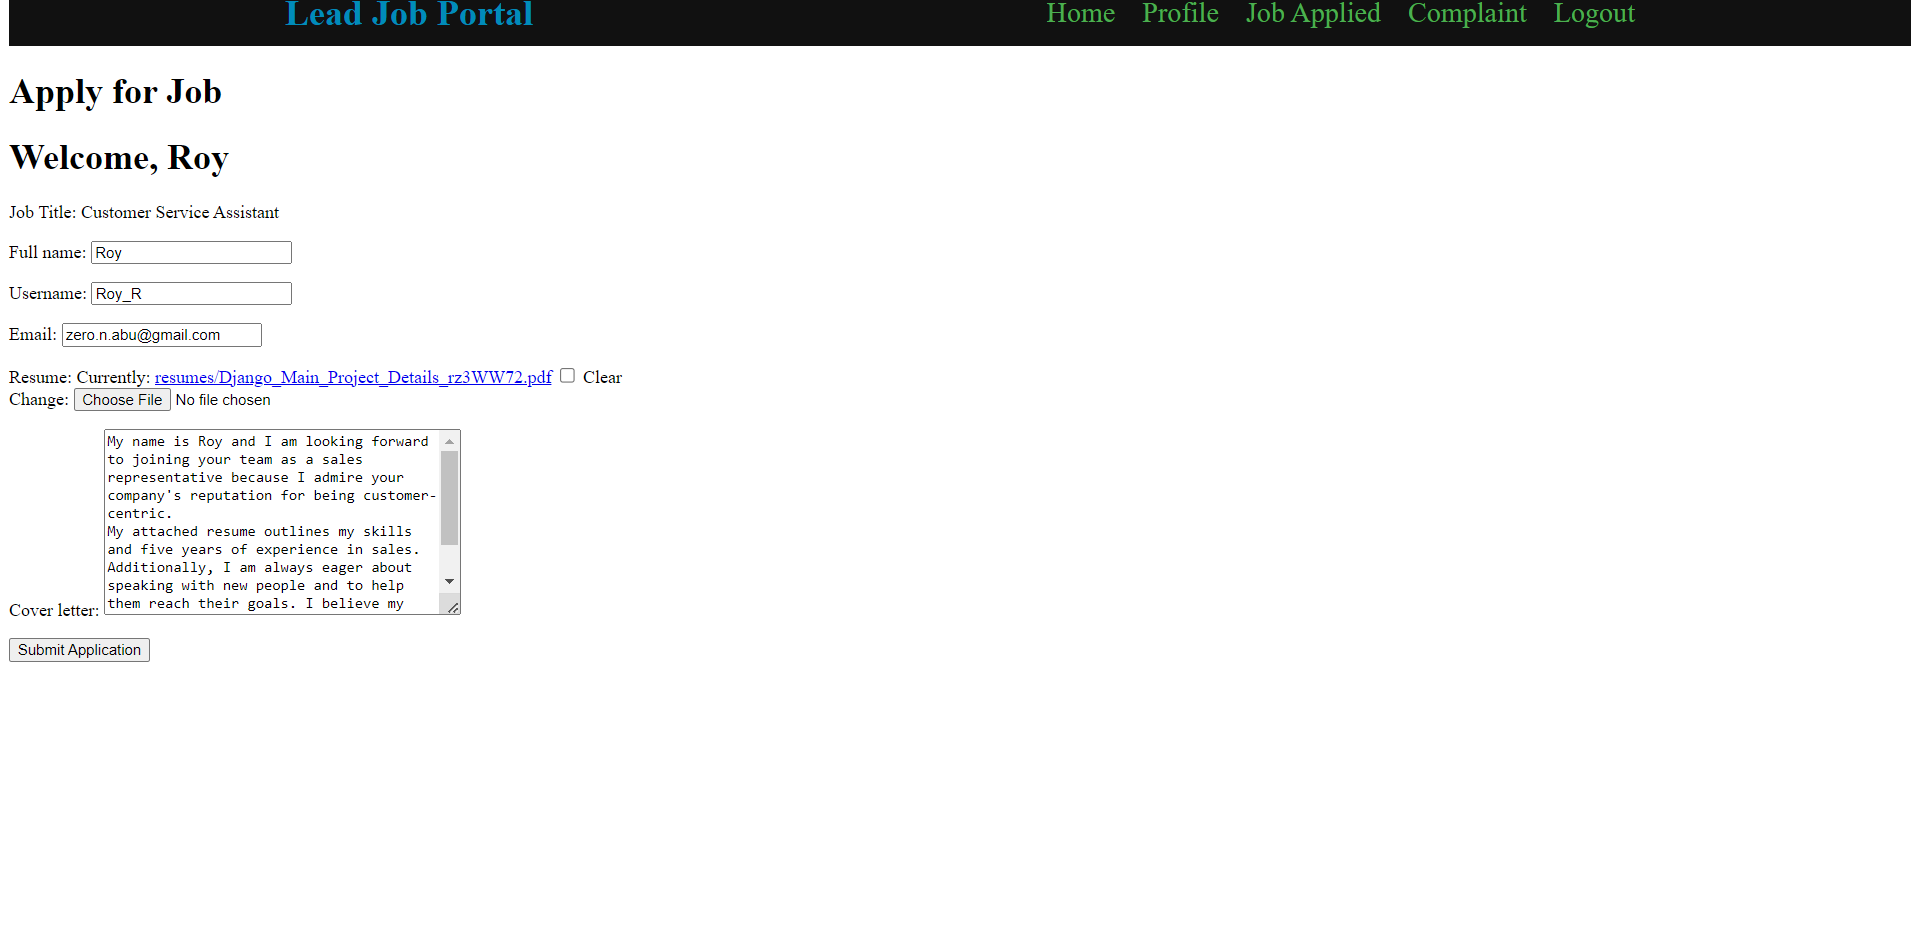 Lead Job Portal
Home Profile Job Applied Complaint Logout
Apply for Job
Welcome, Roy
Job Title: Customer Service Assistant
Full name: Roy
Username: Roy_R
Email: zero.n.abu@gmail.com
Resume: Currently: resumes/Django_Main_Project_Details_rz3WW72.pdf Clear
Change: Choose File No file chosen
My name is Roy and I am looking forward
to joining your team as a sales
representative because I admire your
company's reputation for being customer-
centric.
My attached resume outlines my skills
and five years of experience in sales.
Additionally, I am always eager about
speaking with new people and to help
them reach their goals. I believe my
Cover letter:
Submit Application